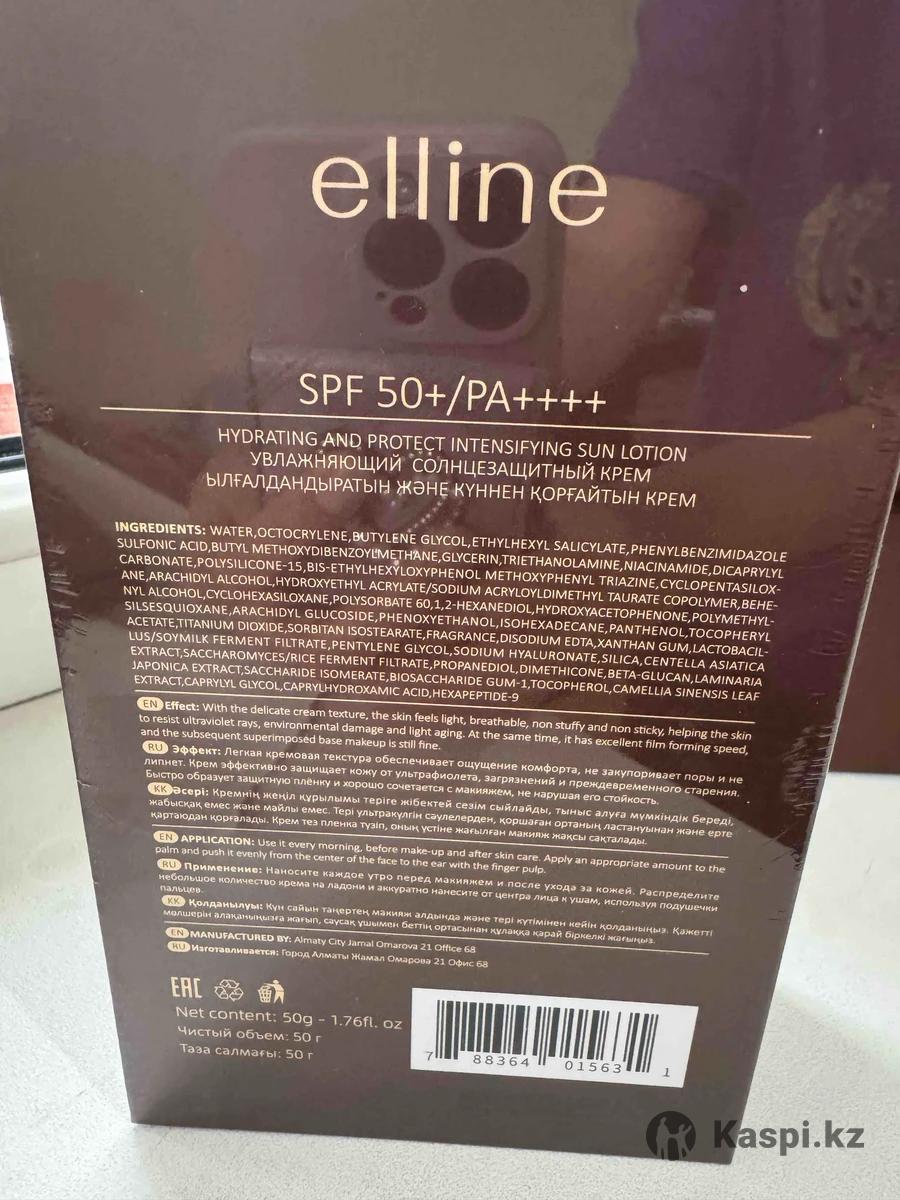 elline
SPF 50+/PA++++
HYDRATING AND PROTECT INTENSIFYING SUN LOTION
УВЛАЖНЯЮЩИЙ СОЛНЦЕЗАЩИТНЫЙ КРЕМ
ЫЛҒАЛДАНДЫРАТЫН ЖӘНЕ КҮННЕН ҚОРҒАЙТЫН КРЕМ
INGREDIENTS: WATER,OCTOCRYLENE,BUTYLENE GLYCOL,ETHYLHEXYL SALICYLATE,PHENYLBENZIMIDAZOLE
SULFONIC ACID,BUTYL METHOXYDIBENZOYLMETHANE,GLYCERIN,TRIETHANOLAMINE,NIACINAMIDE,DICAPRYLYL
CARBONATE,POLYSILICONE-15,BIS-ETHYLHEXYLOXYPHENOL METHOXYPHENYL TRIAZINE,CYCLOPENTASILOX-
ANE,ARACHIDYL ALCOHOL,HYDROXYETHYL ACRYLATE/SODIUM ACRYLOYLDIMETHYL TAURATE COPOLYMER,BEHE-
NYL ALCOHOL,CYCLOHEXASILOXANE,POLYSORBATE 60,1,2-HEXANEDIOL,HYDROXYACETOPHENONE,POLYMETHYL-
SILSESQUIOXANE,ARACHIDYL GLUCOSIDE,PHENOXYETHANOL,ISOHEXADECANE,PANTHENOL,TOCOPHERYL
ACETATE,TITANIUM DIOXIDE,SORBITAN ISOSTEARATE,FRAGRANCE,DISODIUM EDTA,XANTHAN GUM,LACTOBACIL-
LUS/SOYMILK FERMENT FILTRATE,PENTYLENE GLYCOL,SODIUM HYALURONATE,SILICA,CENTELLA ASIATICA
EXTRACT,SACCHAROMYCES/RICE FERMENT FILTRATE,PROPANEDIOL,DIMETHICONE,BETA-GLUCAN,LAMINARIA
JAPONICA EXTRACT,SACCHARIDE ISOMERATE,BIOSACCHARIDE GUM-1,TOCOPHEROL,CAMELLIA SINENSIS LEAF
EXTRACT,CAPRYLYL GLYCOL,CAPRYLHYDROXAMIC ACID,HEXAPEPTIDE-9
EN Effect: With the delicate cream texture, the skin feels light, breathable, non stuffy and non sticky, helping the skin
to resist ultraviolet rays, environmental damage and light aging. At the same time, it has excellent film forming speed,
and the subsequent superimposed base makeup is still fine.
RU Эффект: Легкая кремовая текстура обеспечивает ощущение комфорта, не закупоривает поры и не
липнет. Крем эффективно защищает кожу от ультрафиолета, загрязнений и преждевременного старения.
Быстро образует защитную плёнку и хорошо сочетается с макияжем, не нарушая его стойкость.
KK Әсері: Кремнің жеңіл құрылымы теріге жібектей сезім сыйлайды, тыныс алуға мүмкіндік береді,
жабысқақ емес және майлы емес. Тері ультракүлгін сәулелерден, қоршаған ортаның ластануынан және ерте
қартаюдан қорғалады. Крем тез пленка түзіп, оның үстіне жағылған макияж жақсы сақталады.
EN APPLICATION: Use it every morning, before make-up and after skin care. Apply an appropriate amount to the
palm and push it evenly from the center of the face to the ear with the finger pulp.
RU Применение: Наносите каждое утро перед макияжем и после ухода за кожей. Распределите
небольшое количество крема на ладони и аккуратно нанесите от центра лица к ушам, используя подушечки
пальцев.
KK Қолданылуы: Күн сайын таңертең макияж алдында және тері күтімінен кейін қолданыңыз. Қажетті
мөлшерін алақаныңызға жағып, саусақ ұшымен беттің ортасынан құлаққа қарай біркелкі жағыңыз.
EN MANUFACTURED BY: Almaty City Jamal Omarova 21 Office 68
RU Изготавливается: Город Алматы Жамал Омарова 21 Офис 68
EAC
Net content: 50g - 1.76fl. oz
Чистый объем: 50 г
Таза салмағы: 50 г
7 88364 01563 1
Kaspi.kz